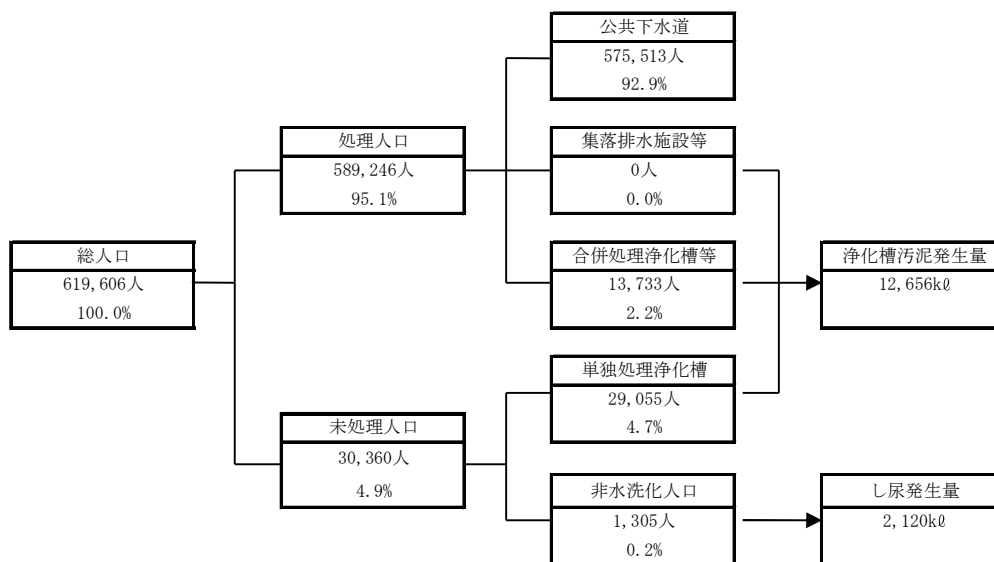 公共下水道
575,513人
92.9%
処理人口
589,246人
95.1%
集落排水施設等
0人
0.0%
総人口
619,606人
100.0%
合併処理浄化槽等
13,733人
2.2%
浄化槽汚泥発生量
12,656kℓ
単独処理浄化槽
29,055人
4.7%
未処理人口
30,360人
4.9%
非水洗化人口
1,305人
0.2%
し尿発生量
2,120kℓ